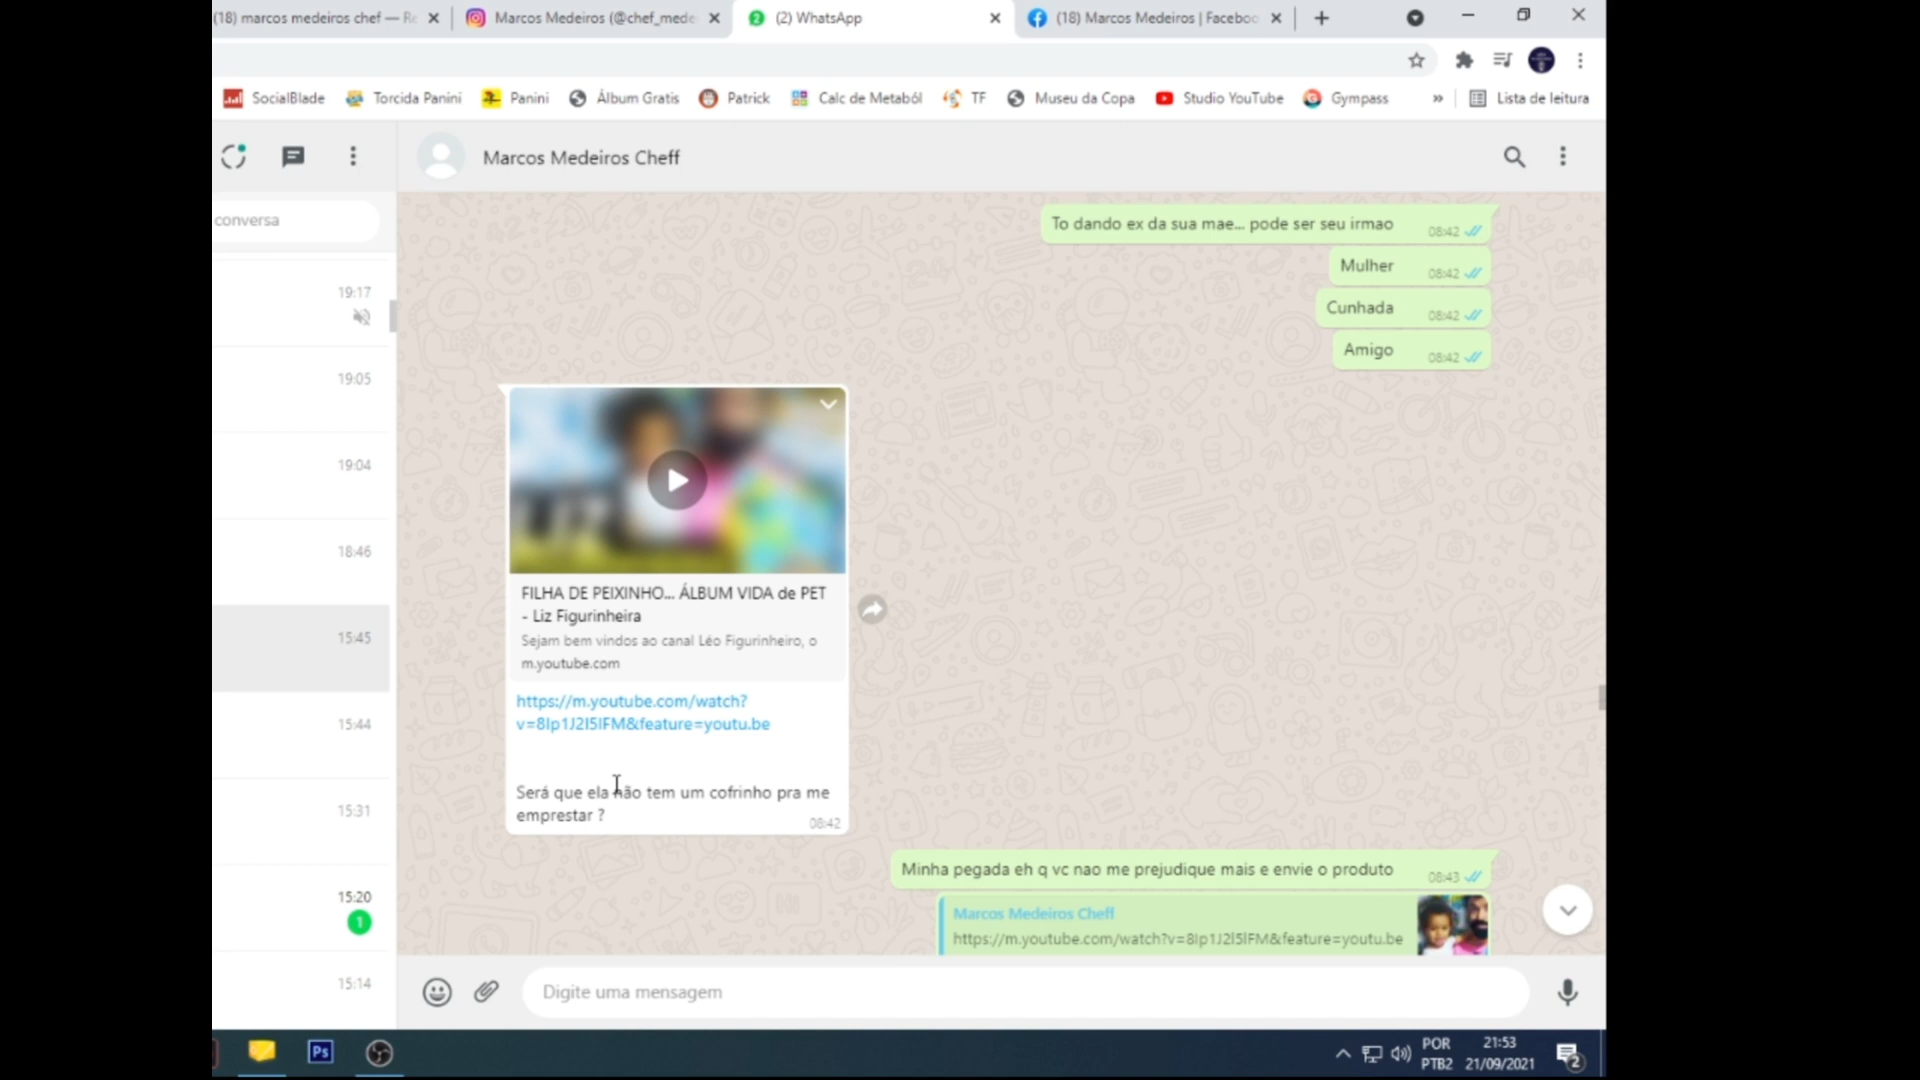 (18) marcos medeiros chef — Re
Marcos Medeiros (@chef_mede
(2) WhatsApp
(18) Marcos Medeiros | Faceboo
SocialBlade
Torcida Panini
Panini
Álbum Gratis
Patrick
Calc de Metaból
TF
Museu da Copa
Studio YouTube
Gympass
»
Lista de leitura
Marcos Medeiros Cheff
conversa
19:17
19:05
19:04
18:46
15:45
15:44
15:31
15:20
1
15:14
To dando ex da sua mae... pode ser seu irmao 08:42
Mulher 08:42
Cunhada 08:42
Amigo 08:42
FILHA DE PEIXINHO... ÁLBUM VIDA de PET
- Liz Figurinheira
Sejam bem vindos ao canal Léo Figurinheiro, o
m.youtube.com
https://m.youtube.com/watch?
v=8Ip1J2I5IFM&feature=youtu.be
Será que ela não tem um cofrinho pra me
emprestar ?
08:42
Minha pegada eh q vc nao me prejudique mais e envie o produto 08:43
Marcos Medeiros Cheff
https://m.youtube.com/watch?v=8Ip1J2I5IFM&feature=youtu.be
Digite uma mensagem
Ps
POR
PTB2
21:53
21/09/2021
2